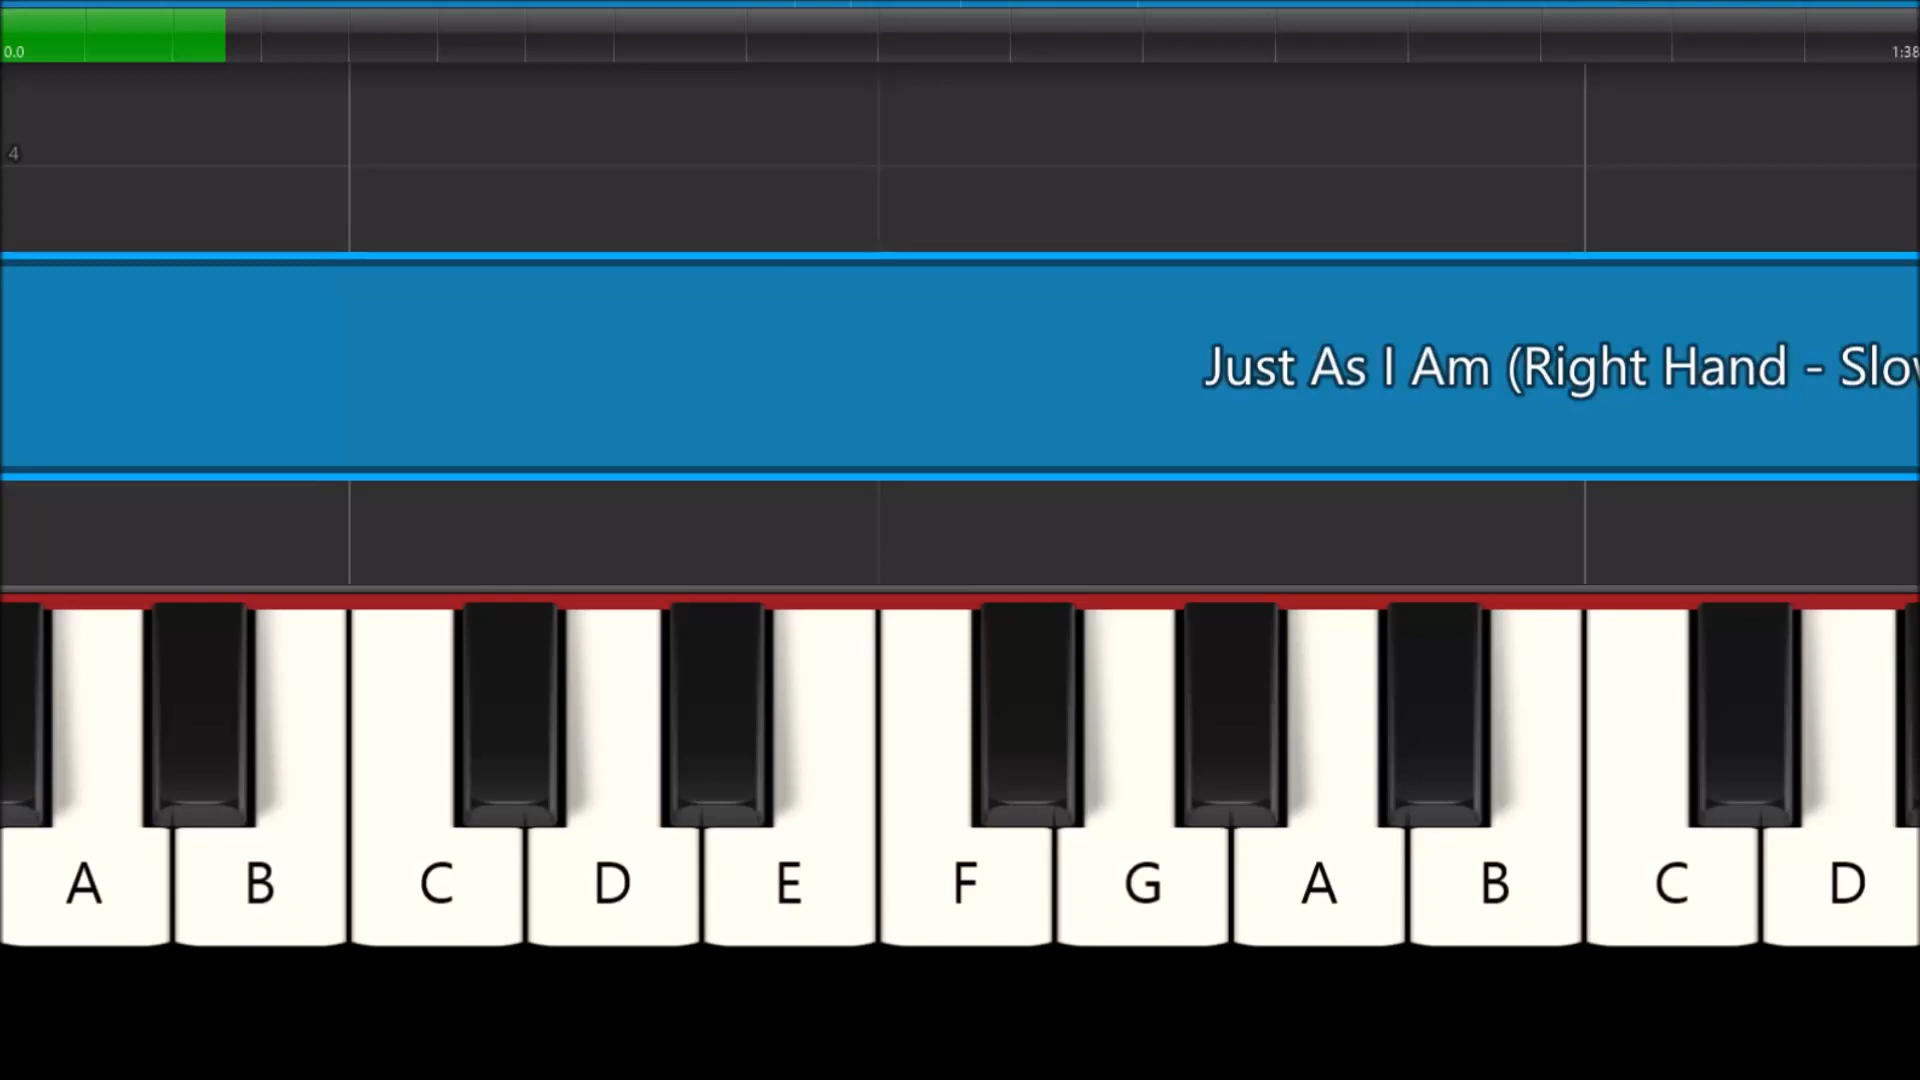 0.0
1:38
4
Just As I Am (Right Hand - Slo
A B C D E F G A B C D